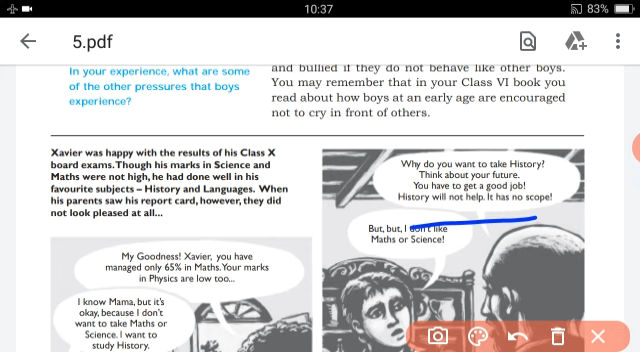 10:37
83%
5.pdf
In your experience, what are some
of the other pressures that boys
experience?
and bullied if they do not behave like other boys.
You may remember that in your Class VI book you
read about how boys at an early age are encouraged
not to cry in front of others.
Xavier was happy with the results of his Class X
board exams. Though his marks in Science and
Maths were not high, he had done well in his
favourite subjects – History and Languages. When
his parents saw his report card, however, they did
not look pleased at all...
My Goodness! Xavier, you have
managed only 65% in Maths. Your marks
in Physics are low too...
I know Mama, but it's
okay, because I don't
want to take Maths or
Science. I want to
study History.
Why do you want to take History?
Think about your future.
You have to get a good job!
History will not help. It has no scope!
But, but, I don't like
Maths or Science!